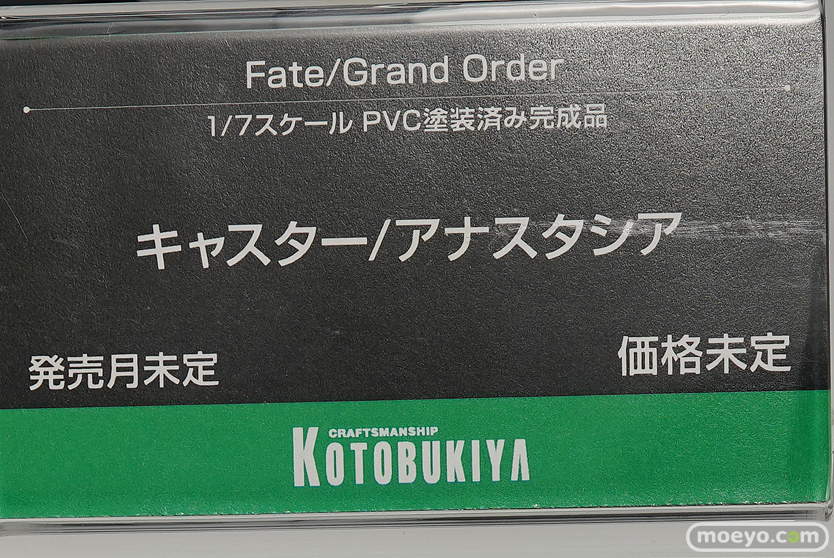 Fate/Grand Order
1/7スケール PVC塗装済み完成品
キャスター/アナスタシア
発売月未定
価格未定
CRAFTSMANSHIP
KOTOBUKIYA
moeyo.com